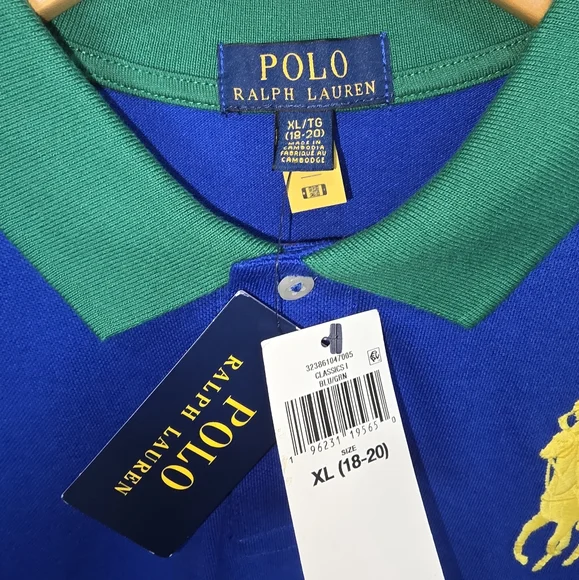 POLO
RALPH LAUREN
XL/TG
(18-20)
MADE IN
CAMBODIA
FABRIQUÉ AU
CAMBODGE
POLO
RALPH LAUREN
323861047005
CLASSICS I
BLU/GRN
1 96231 19565 0
SIZE
XL (18-20)